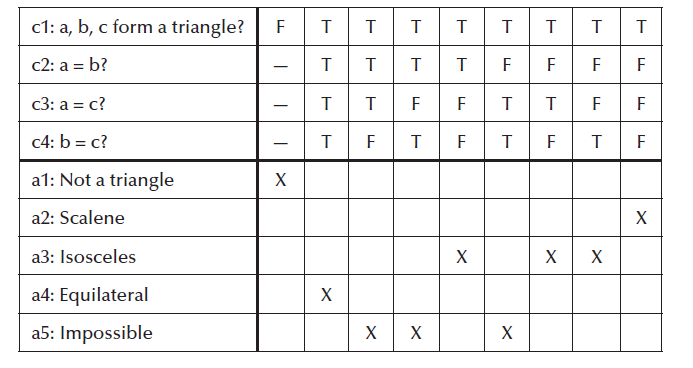 c1: a, b, c form a triangle? F T T T T T T T T
c2: a = b? — T T T T F F F F
c3: a = c? — T T F F T T F F
c4: b = c? — T F T F T F T F
a1: Not a triangle X
a2: Scalene X
a3: Isosceles X X X
a4: Equilateral X
a5: Impossible X X X